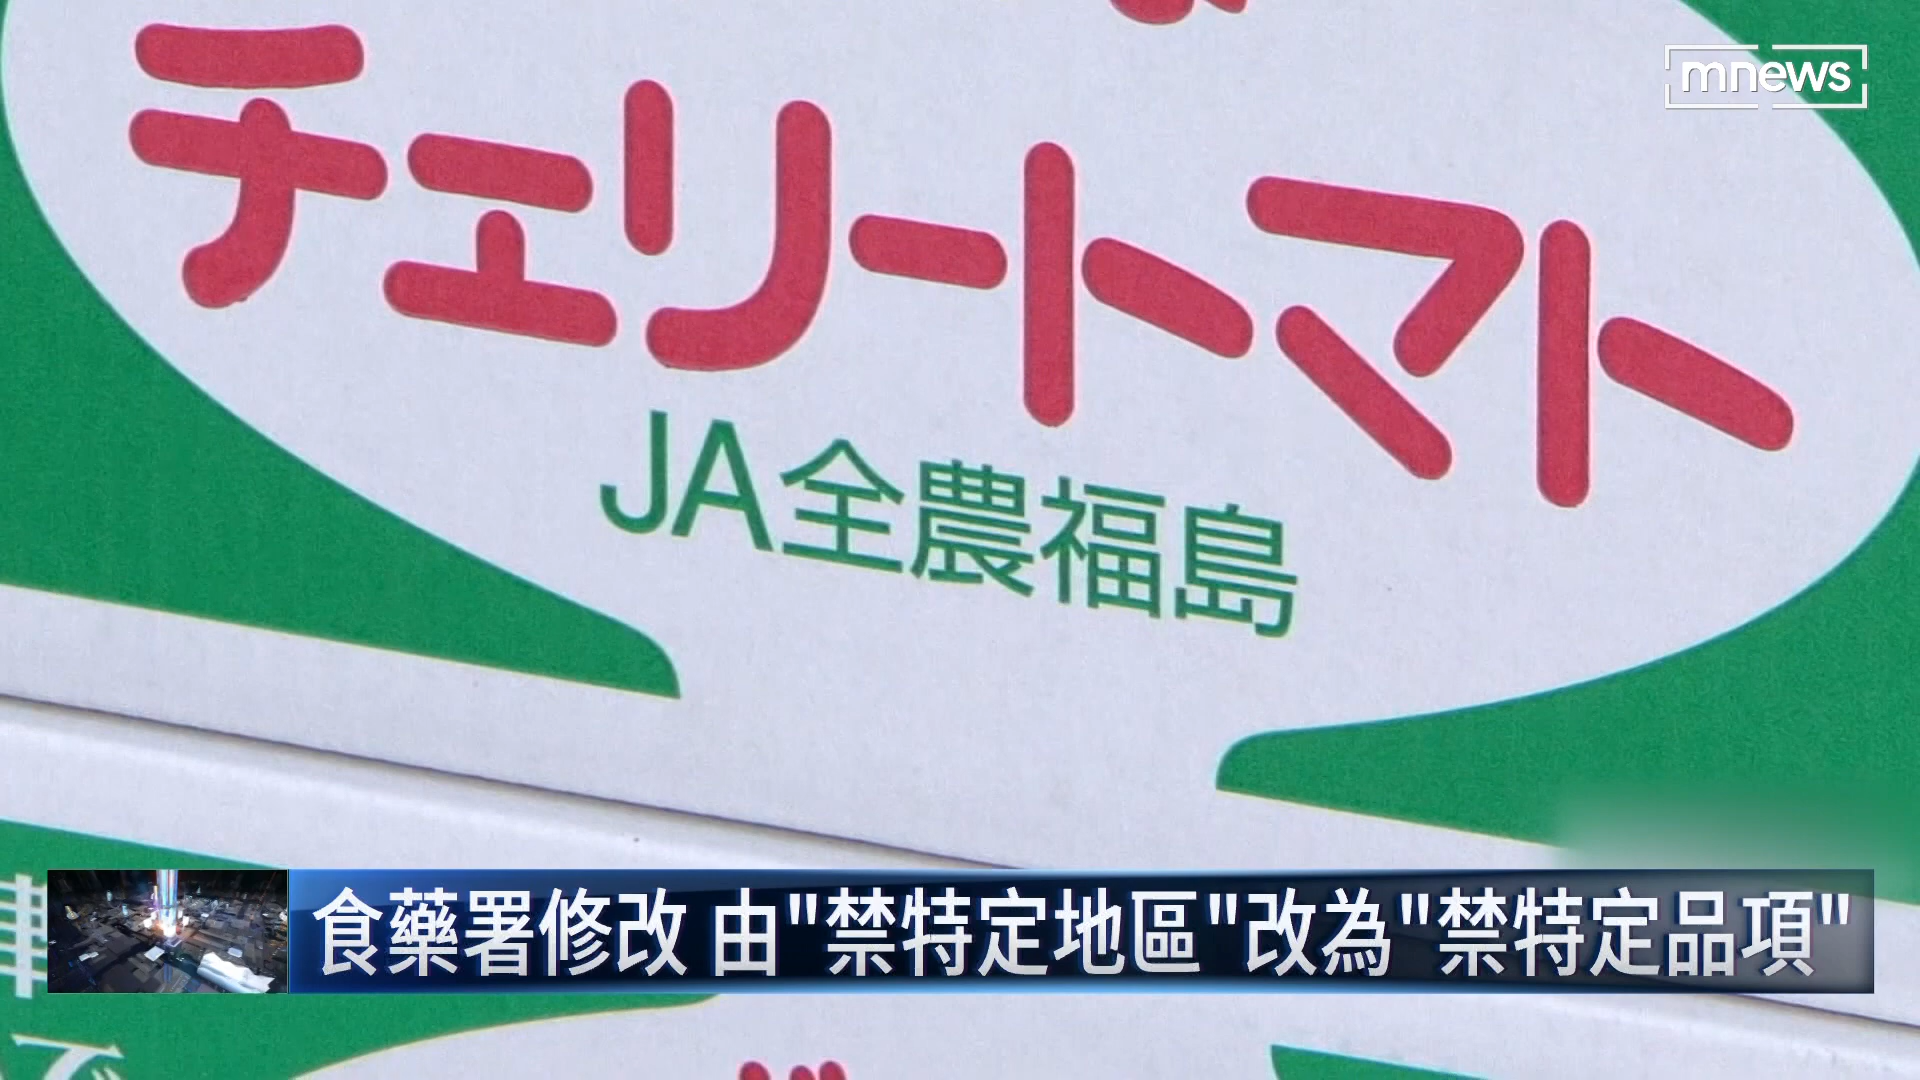 mnews
チェリートマト
JA全農福島
食藥署修改 由"禁特定地區"改為"禁特定品項"
で